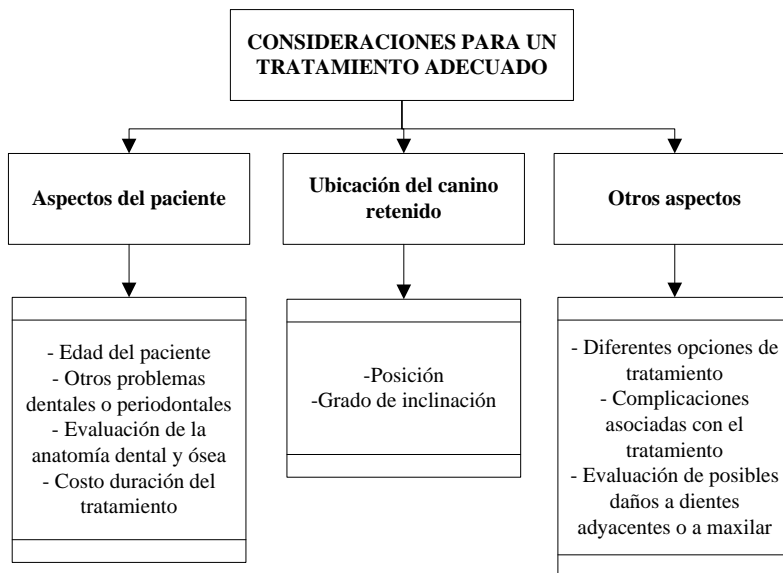 CONSIDERACIONES PARA UN
TRATAMIENTO ADECUADO
Aspectos del paciente
Ubicación del canino
retenido
Otros aspectos
- Edad del paciente
- Otros problemas
dentales o periodontales
- Evaluación de la
anatomía dental y ósea
- Costo duración del
tratamiento
-Posición
-Grado de inclinación
- Diferentes opciones de
tratamiento
- Complicaciones
asociadas con el
tratamiento
- Evaluación de posibles
daños a dientes
adyacentes o a maxilar